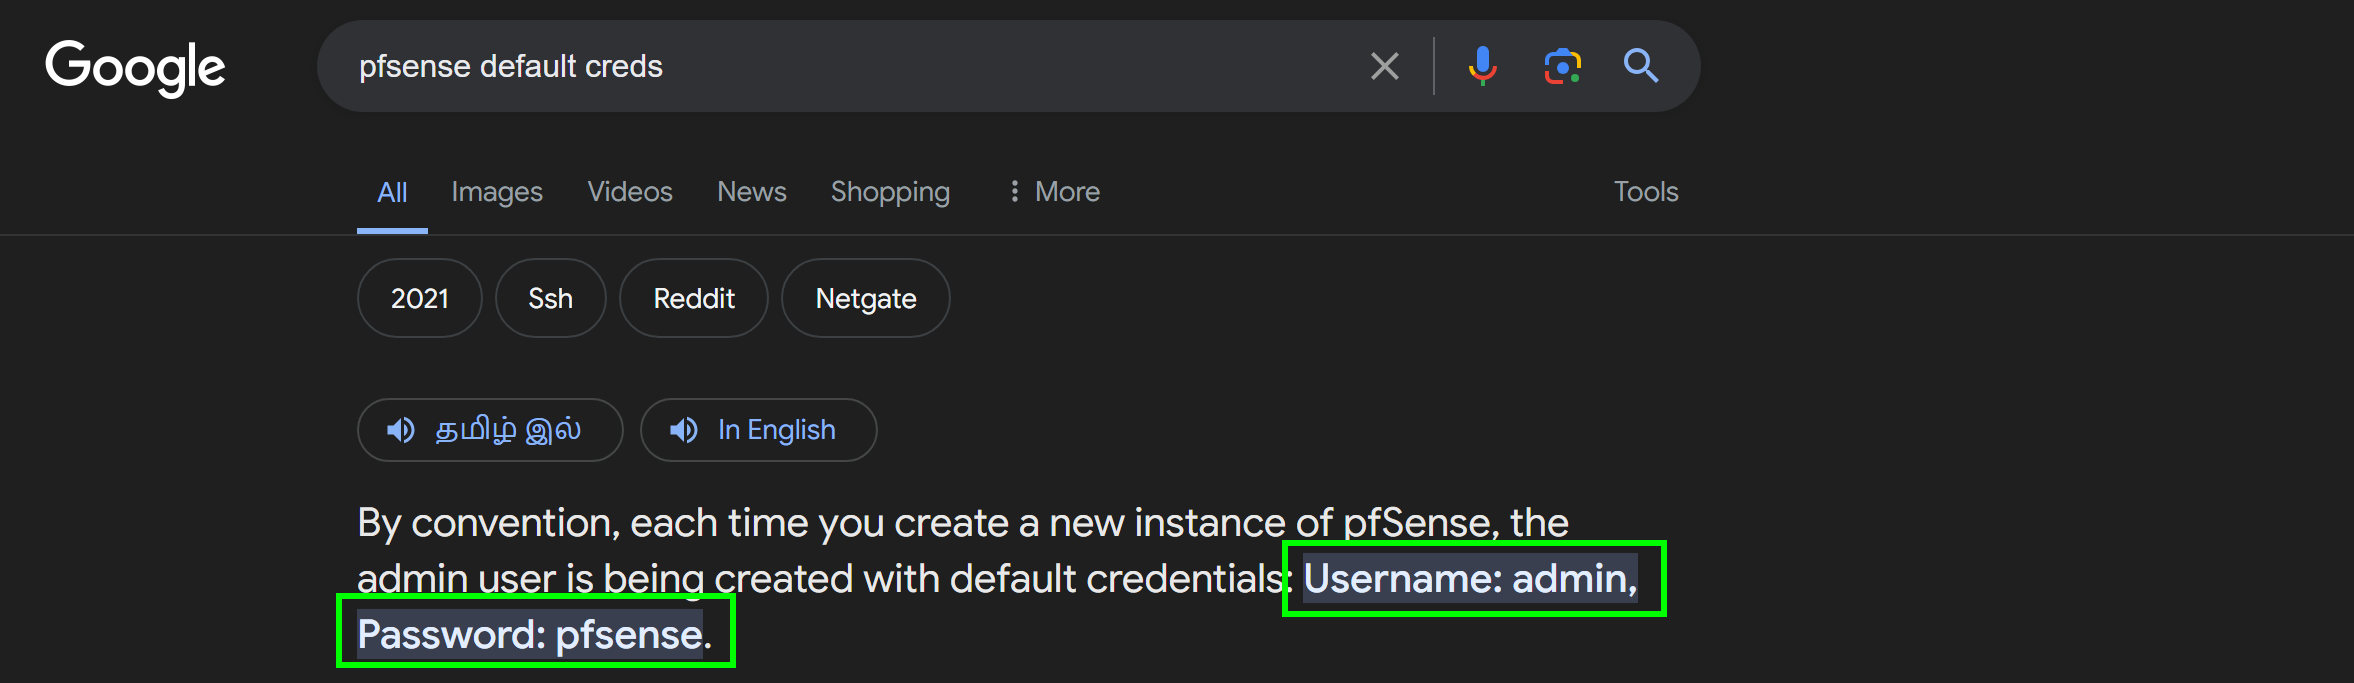 Google
pfsense default creds
All Images Videos News Shopping More Tools
2021 Ssh Reddit Netgate
தமிழ் இல் In English
By convention, each time you create a new instance of pfSense, the
admin user is being created with default credentials: Username: admin,
Password: pfsense.